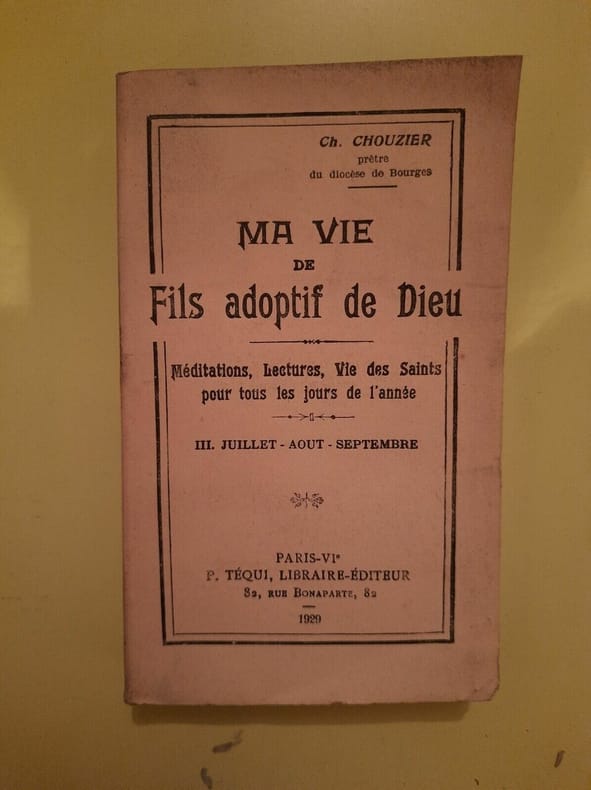 Ch. CHOUZIER
prêtre
du diocèse de Bourges
MA VIE
DE
Fils adoptif de Dieu
Méditations, Lectures, Vie des Saints
pour tous les jours de l'année
III. JUILLET - AOUT - SEPTEMBRE
PARIS-VIe
P. TÉQUI, LIBRAIRE-ÉDITEUR
82, RUE BONAPARTE, 82
1929